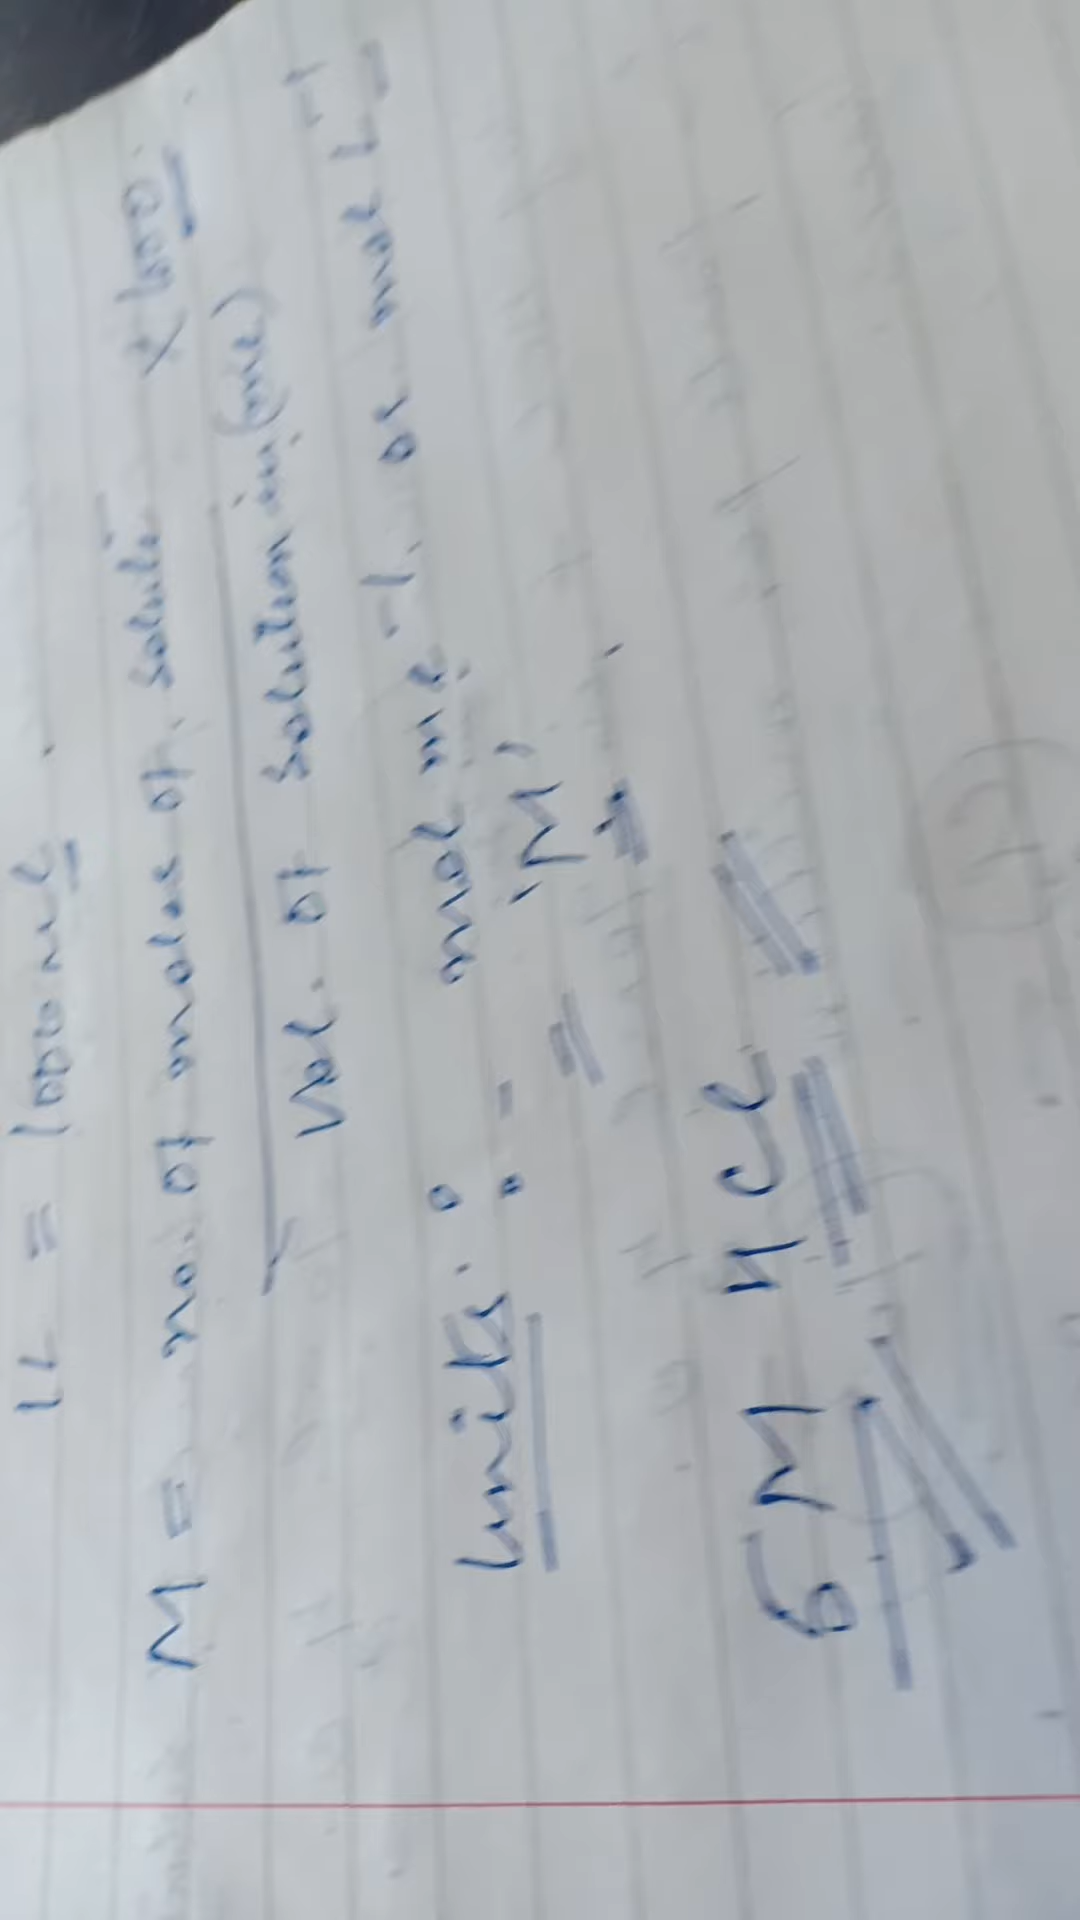 1L = 1000 mL
M = no. of moles of solute × 1000
Vol. of solution in (mL)
Units : mol mL⁻¹ or mol L⁻¹
'M'
6M HCl